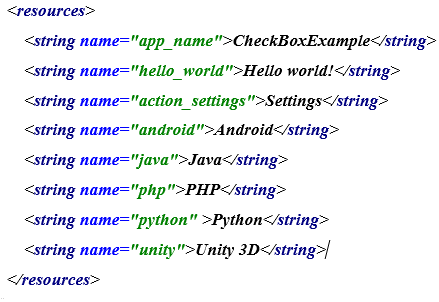 <resources>
<string name="app_name">CheckBoxExample</string>
<string name="hello_world">Hello world!</string>
<string name="action_settings">Settings</string>
<string name="android">Android</string>
<string name="java">Java</string>
<string name="php">PHP</string>
<string name="python" >Python</string>
<string name="unity">Unity 3D</string>
</resources>